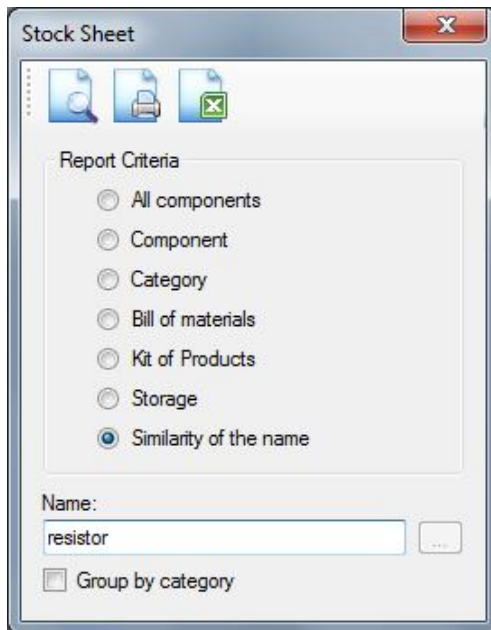 Stock Sheet
Report Criteria
All components
Component
Category
Bill of materials
Kit of Products
Storage
Similarity of the name
Name:
resistor
...
Group by category